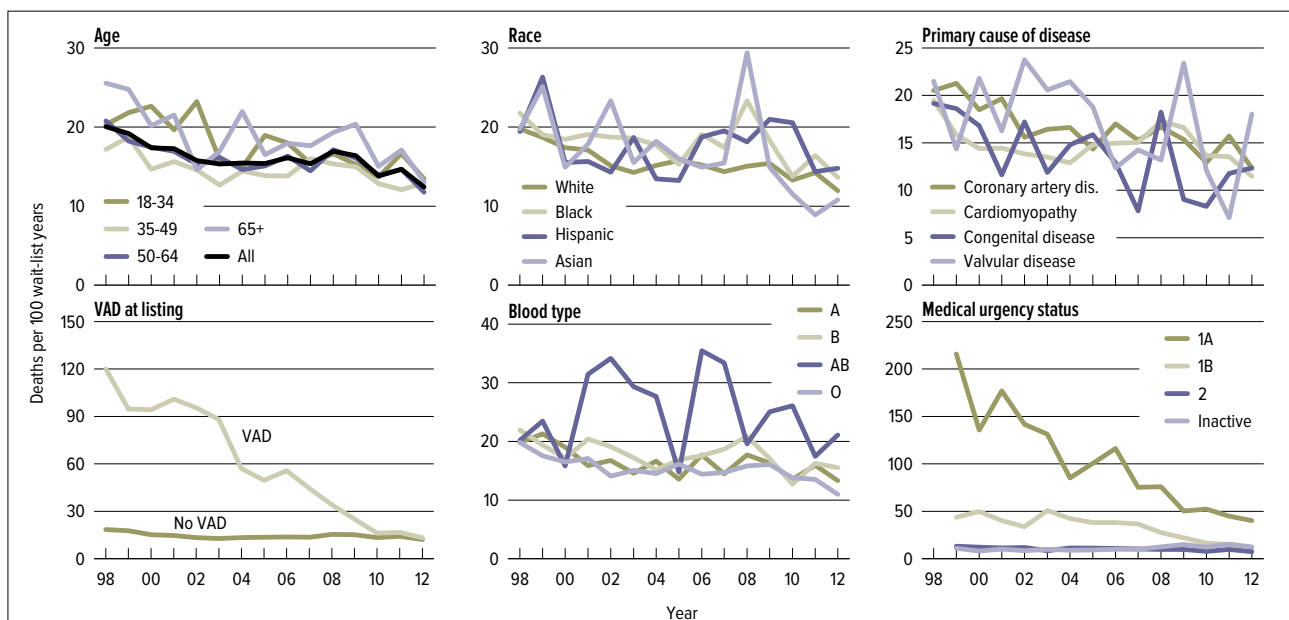 Deaths per 100 wait-list years
Age
30
20
10
0
18-34
35-49
50-64
65+
All
Race
30
20
10
0
White
Black
Hispanic
Asian
Primary cause of disease
25
20
15
10
5
0
Coronary artery dis.
Cardiomyopathy
Congenital disease
Valvular disease
VAD at listing
150
120
90
60
30
0
VAD
No VAD
98 00 02 04 06 08 10 12
Blood type
40
30
20
10
0
A
B
AB
O
98 00 02 04 06 08 10 12
Medical urgency status
250
200
150
100
50
0
1A
1B
2
Inactive
98 00 02 04 06 08 10 12
Year